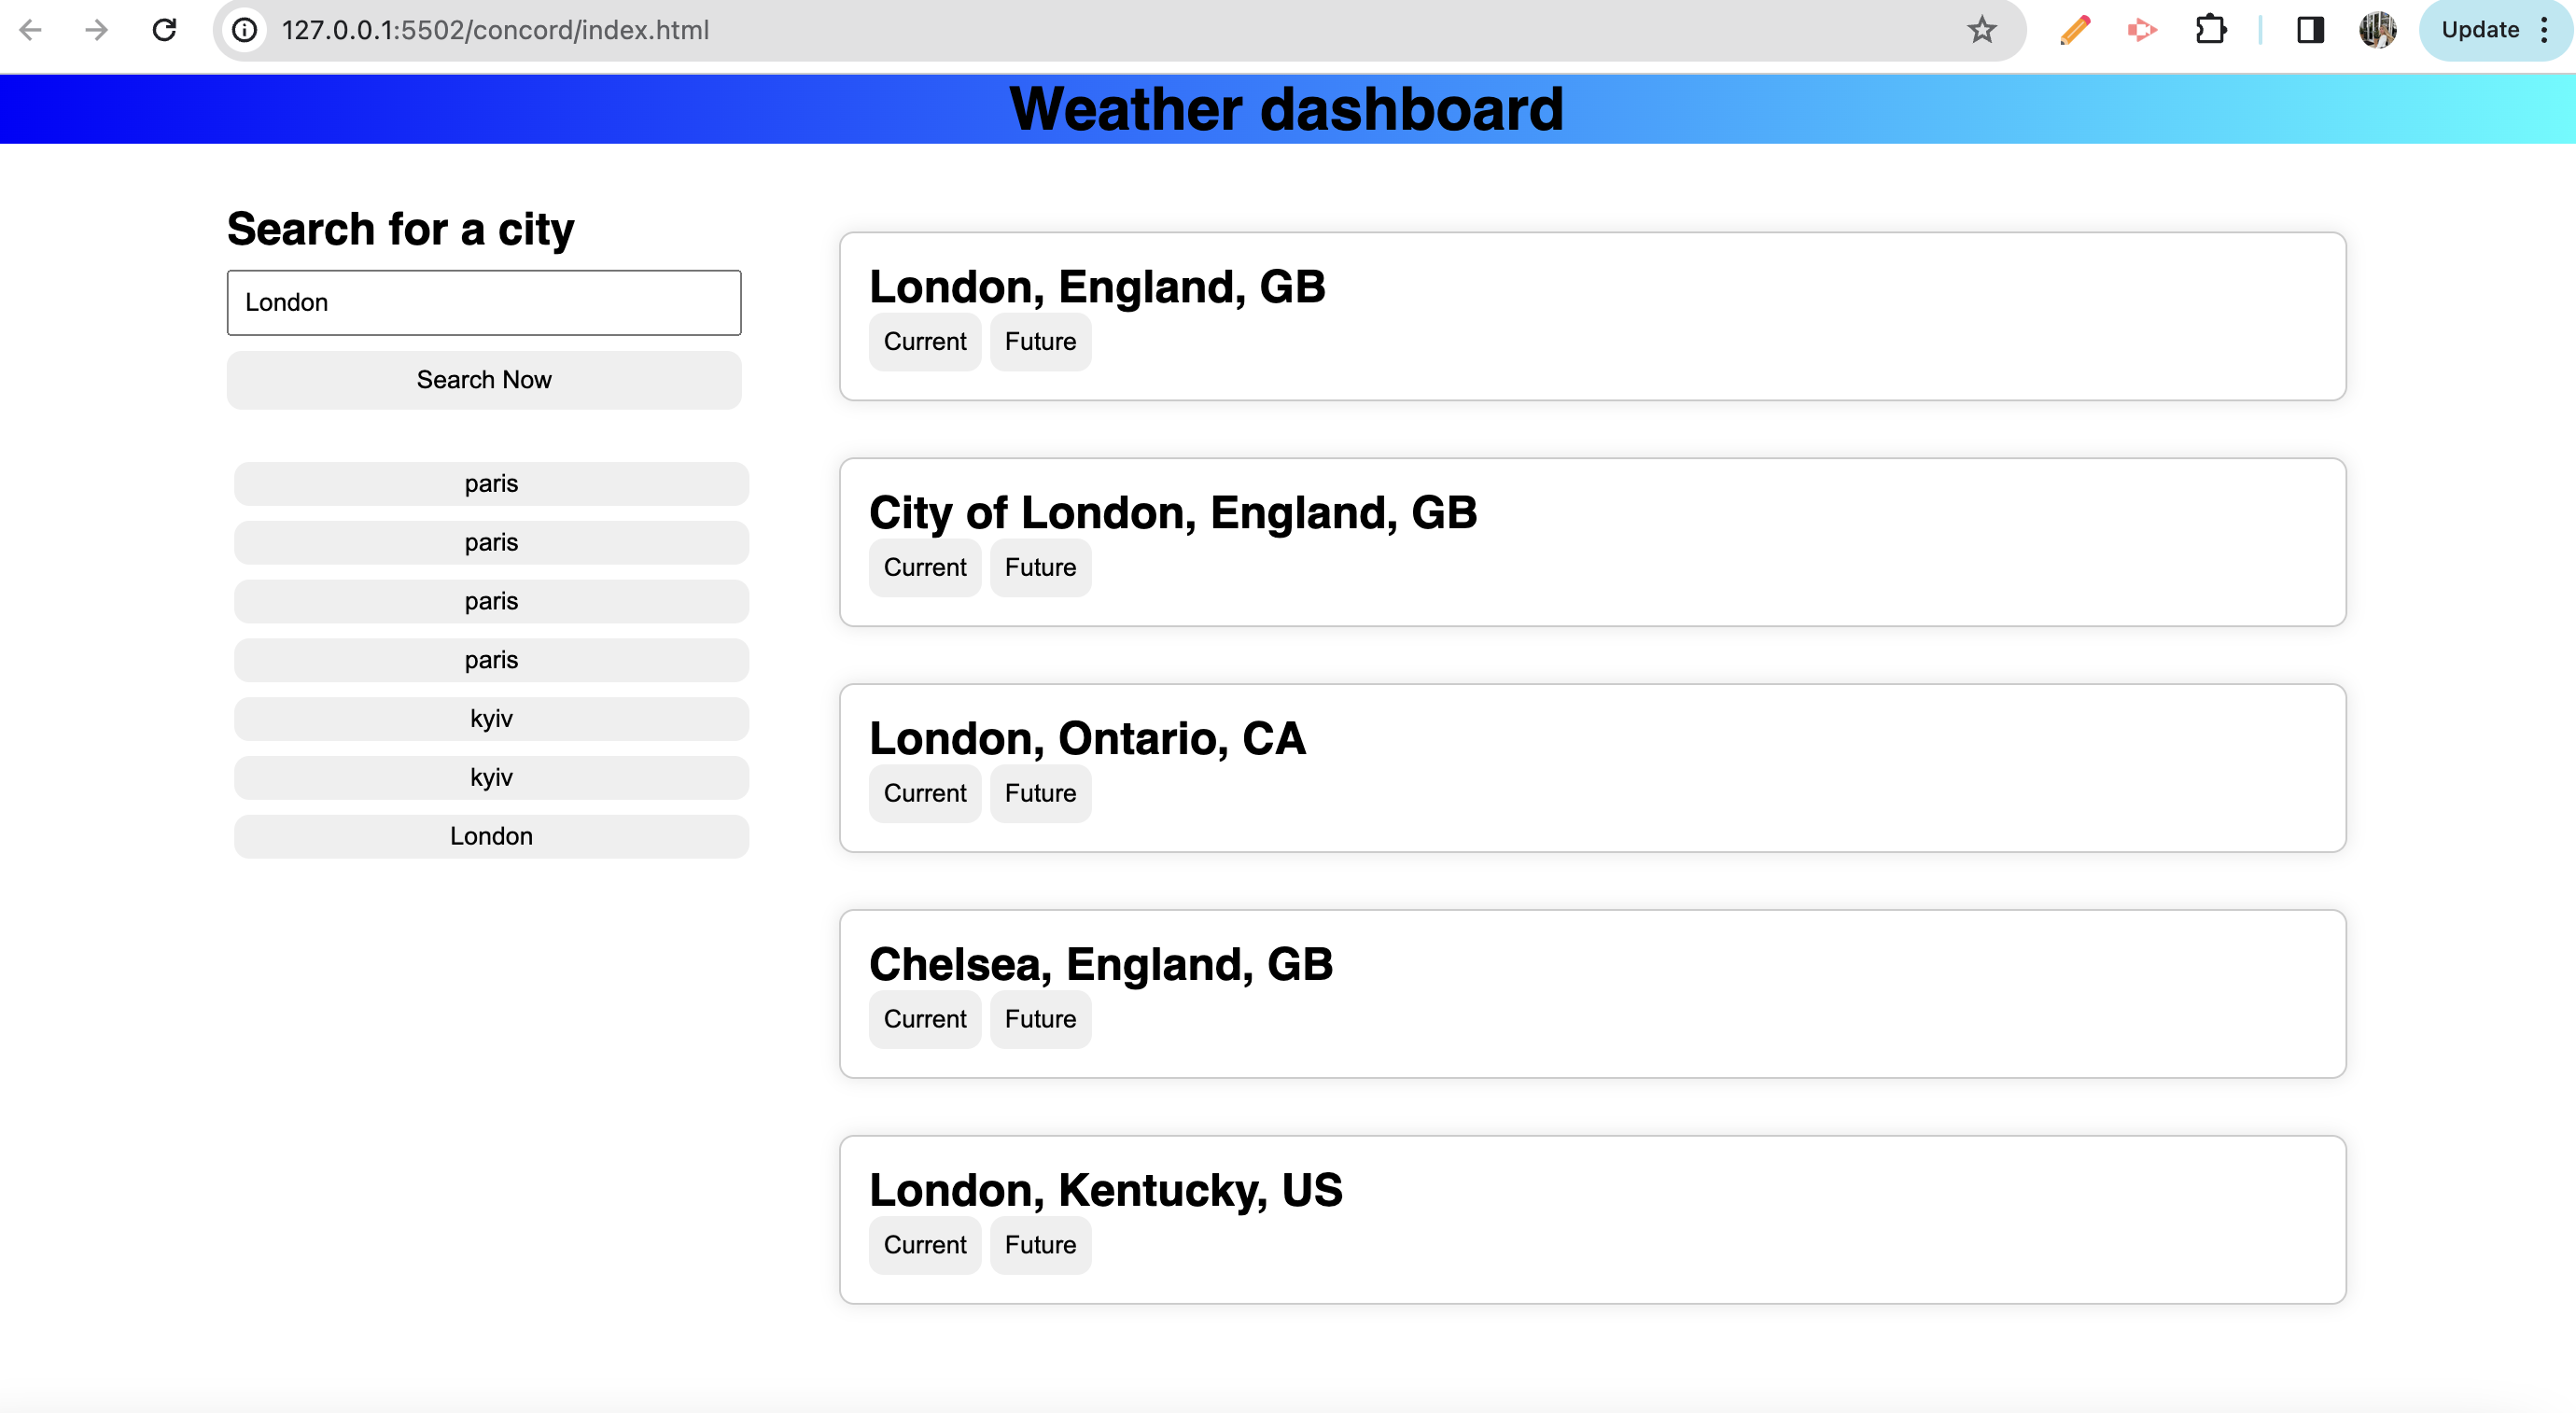 127.0.0.1:5502/concord/index.html
Update
Weather dashboard
Search for a city
London
Search Now
paris
paris
paris
paris
kyiv
kyiv
London
London, England, GB
Current Future
City of London, England, GB
Current Future
London, Ontario, CA
Current Future
Chelsea, England, GB
Current Future
London, Kentucky, US
Current Future